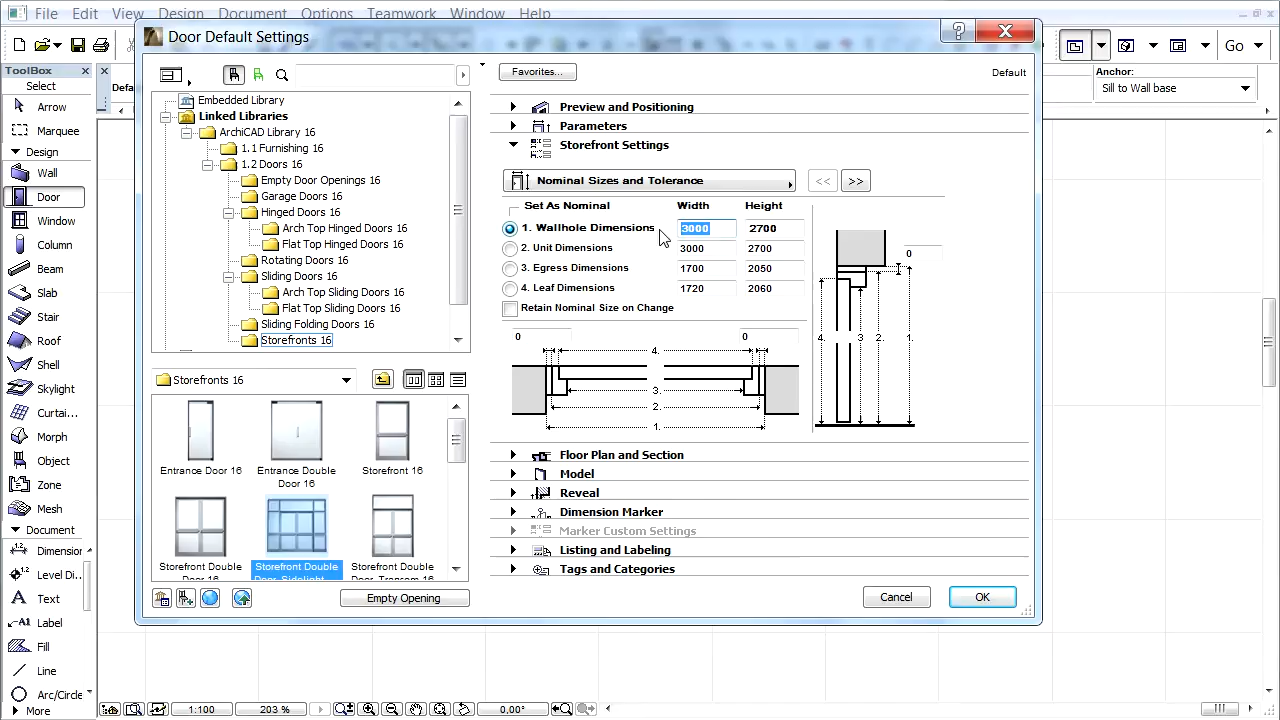 File Edit View Design Document Options Teamwork Window Help
Door Default Settings
Go
ToolBox
Select
Arrow
Marquee
Design
Wall
Door
Window
Column
Beam
Slab
Stair
Roof
Shell
Skylight
Curtai...
Morph
Object
Zone
Mesh
Document
Dimension
Level Di...
Text
A1 Label
Fill
Line
Arc/Circle
More
Defa
Anchor:
Sill to Wall base
Embedded Library
Linked Libraries
ArchiCAD Library 16
1.1 Furnishing 16
1.2 Doors 16
Empty Door Openings 16
Garage Doors 16
Hinged Doors 16
Arch Top Hinged Doors 16
Flat Top Hinged Doors 16
Rotating Doors 16
Sliding Doors 16
Arch Top Sliding Doors 16
Flat Top Sliding Doors 16
Sliding Folding Doors 16
Storefronts 16
Storefronts 16
Entrance Door 16
Entrance Double Door 16
Storefront 16
Storefront Double Door 16
Storefront Double Door Sidelight
Storefront Double Door Transom 16
Empty Opening
Favorites...
Default
Preview and Positioning
Parameters
Storefront Settings
Nominal Sizes and Tolerance
<< >>
Set As Nominal Width Height
1. Wallhole Dimensions 3000 2700
2. Unit Dimensions 3000 2700
3. Egress Dimensions 1700 2050
4. Leaf Dimensions 1720 2060
Retain Nominal Size on Change
0 0
4.
3.
2.
1.
0
4. 3 2. 1.
Floor Plan and Section
Model
Reveal
Dimension Marker
Marker Custom Settings
Listing and Labeling
Tags and Categories
Cancel OK
1:100 203 % 0,00°